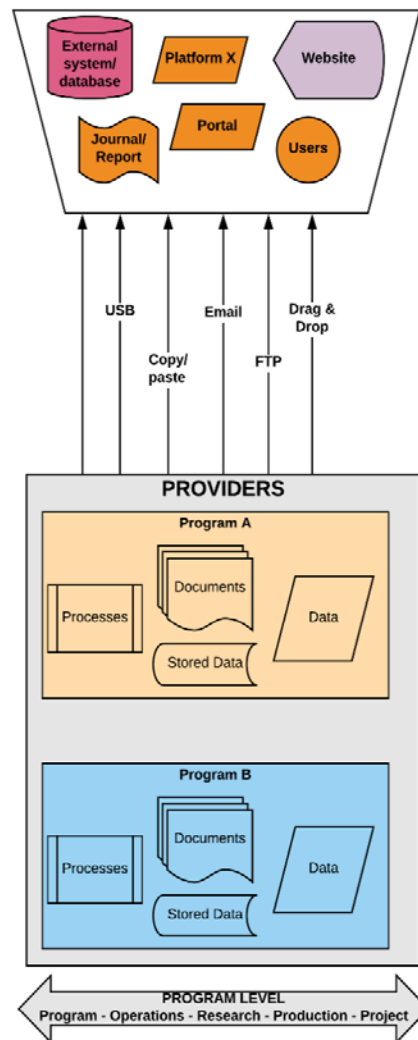 External
system/
database
Platform X
Website
Journal/
Report
Portal
Users
USB
Copy/
paste
Email
FTP
Drag &
Drop
PROVIDERS
Program A
Processes
Documents
Stored Data
Data
Program B
Processes
Documents
Stored Data
Data
PROGRAM LEVEL
Program - Operations - Research - Production - Project